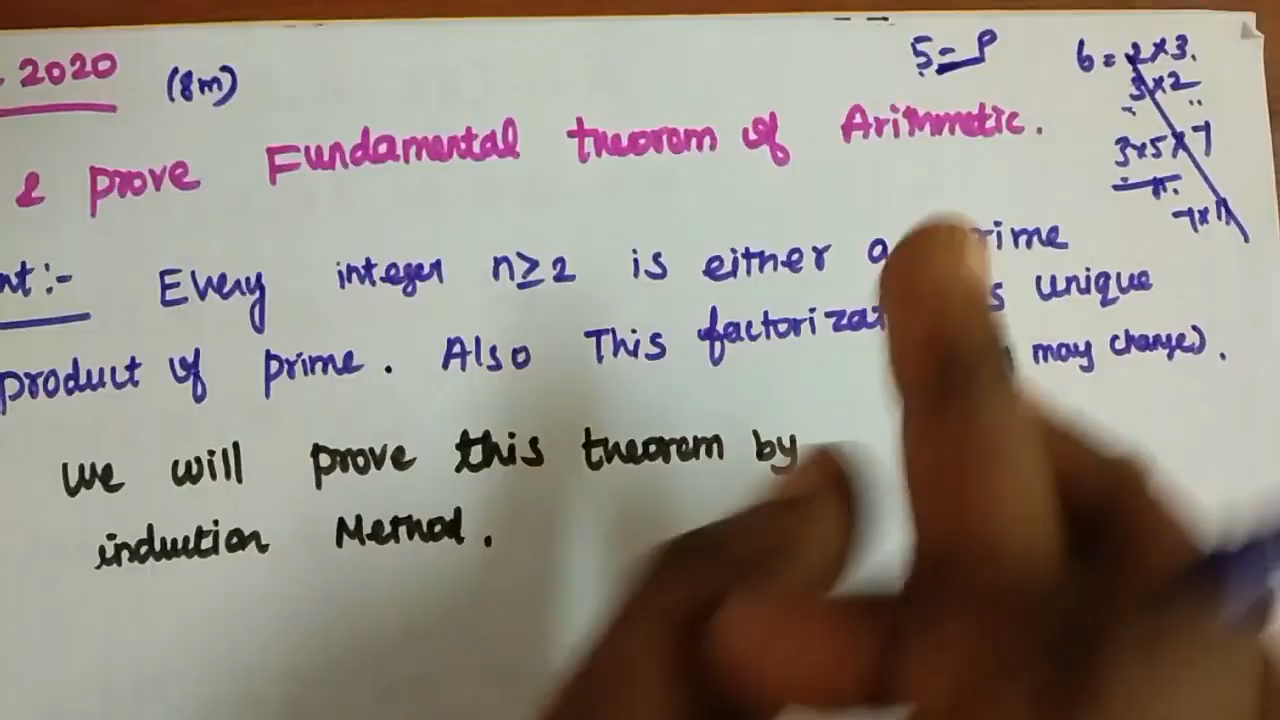 2020 (8m)
5 - P
6 = 2×3.
3×2
3×5×7
& prove Fundamental theorem of Arithmetic.
nt:- Every integer n≥2 is either a prime
product of prime. Also This factorizat s unique
may change).
We will prove this theorem by
induction Method.